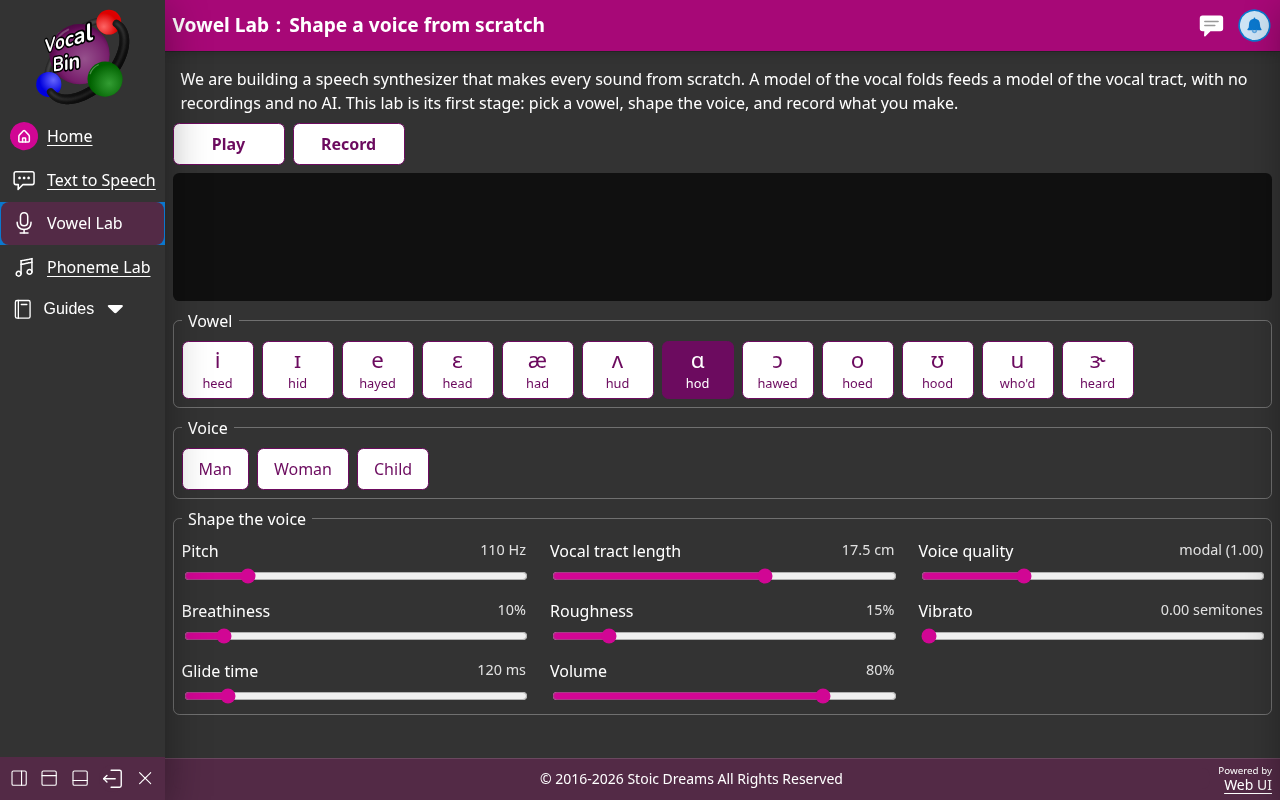 Vocal
Bin
Vowel Lab : Shape a voice from scratch
Home
Text to Speech
Vowel Lab
Phoneme Lab
Guides
We are building a speech synthesizer that makes every sound from scratch. A model of the vocal folds feeds a model of the vocal tract, with no
recordings and no AI. This lab is its first stage: pick a vowel, shape the voice, and record what you make.
Play Record
Vowel
i ɪ e ɛ æ ʌ ɑ ɔ o ʊ u ɝ
heed hid hayed head had hud hod hawed hoed hood who'd heard
Voice
Man Woman Child
Shape the voice
Pitch 110 Hz Vocal tract length 17.5 cm Voice quality modal (1.00)
Breathiness 10% Roughness 15% Vibrato 0.00 semitones
Glide time 120 ms Volume 80%
© 2016-2026 Stoic Dreams All Rights Reserved
Powered by
Web UI